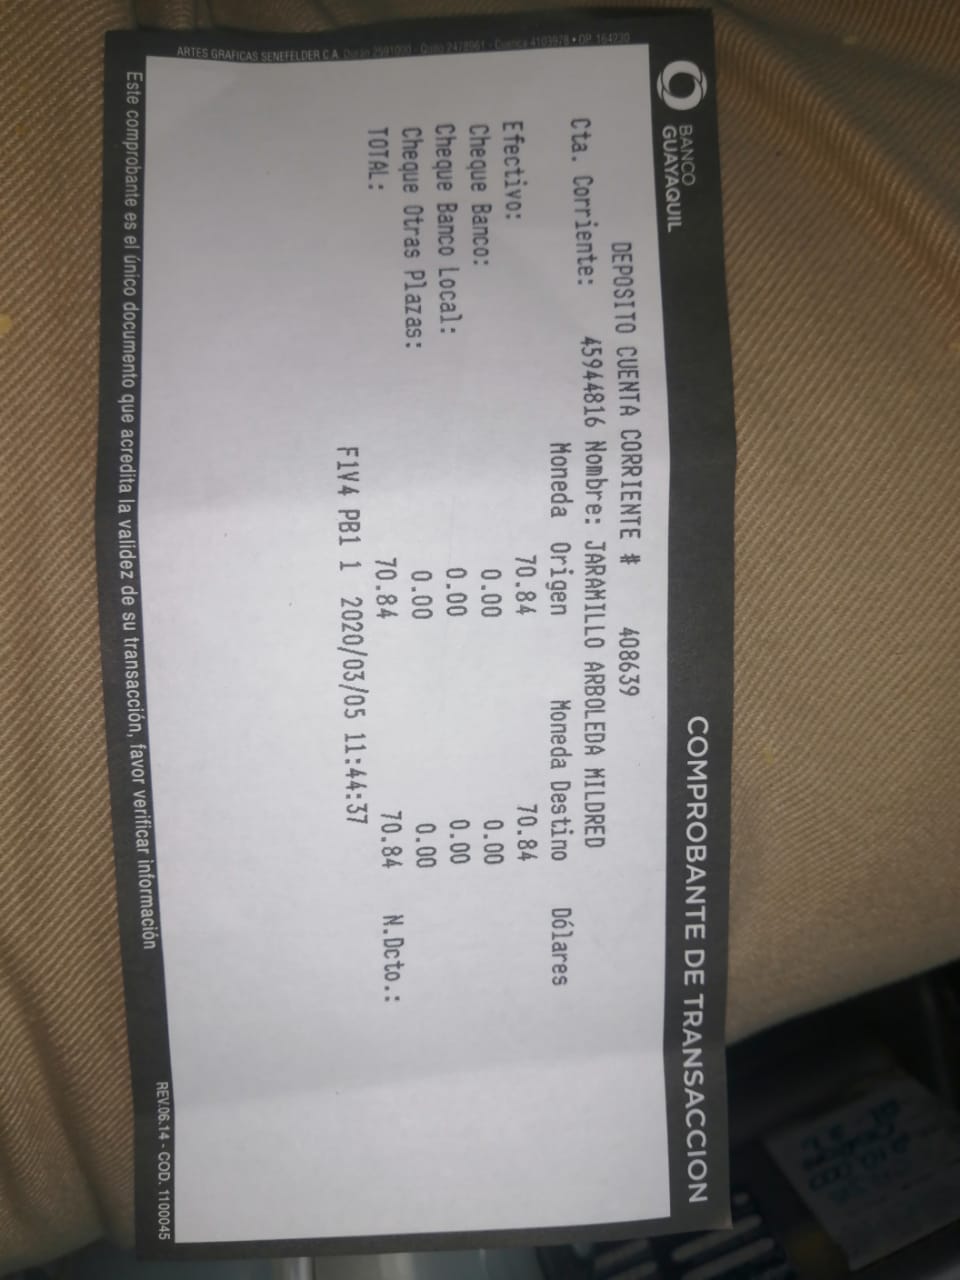 ARTES GRAFICAS SENEFELDER C A Durán 2591000 - Quito 2478961 - Cuenca 4103978 • OP. 164230
BANCO
GUAYAQUIL
COMPROBANTE DE TRANSACCION
DEPOSITO CUENTA CORRIENTE # 408639
Cta. Corriente: 45944816 Nombre: JARAMILLO ARBOLEDA MILDRED
Moneda Origen Moneda Destino Dólares
Efectivo: 70.84 70.84
Cheque Banco: 0.00 0.00
Cheque Banco Local: 0.00 0.00
Cheque Otras Plazas: 0.00 0.00
TOTAL: 70.84 70.84 N.Dcto.:
F1V4 PB1 1 2020/03/05 11:44:37
Este comprobante es el único documento que acredita la validez de su transacción, favor verificar información
REV.06.14 - COD. 1100045